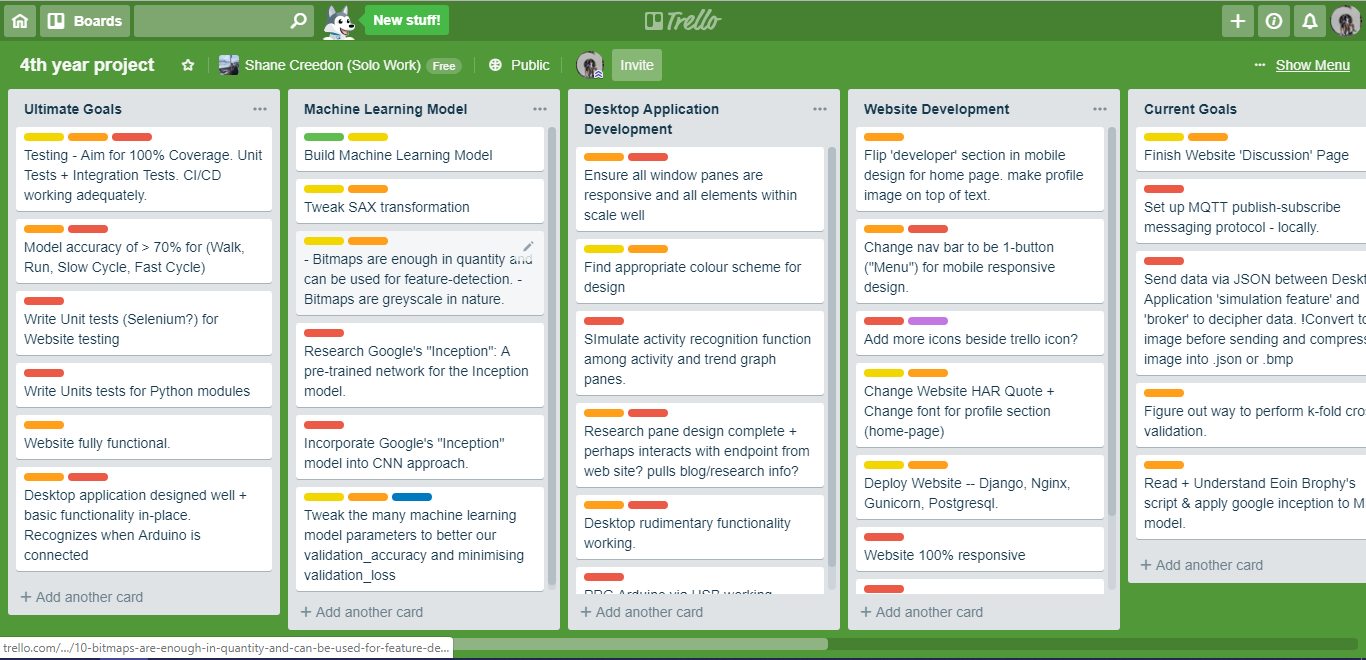 Boards
New stuff!
Trello
4th year project
Shane Creedon (Solo Work) Free
Public
Invite
... Show Menu
Ultimate Goals
Testing - Aim for 100% Coverage. Unit
Tests + Integration Tests. CI/CD
working adequately.
Model accuracy of > 70% for (Walk,
Run, Slow Cycle, Fast Cycle)
Write Unit tests (Selenium?) for
Website testing
Write Units tests for Python modules
Website fully functional.
Desktop application designed well +
basic functionality in-place.
Recognizes when Arduino is
connected
+ Add another card
Machine Learning Model
Build Machine Learning Model
Tweak SAX transformation
- Bitmaps are enough in quantity and
can be used for feature-detection. -
Bitmaps are greyscale in nature.
Research Google's "Inception": A
pre-trained network for the Inception
model.
Incorporate Google's "Inception"
model into CNN approach.
Tweak the many machine learning
model parameters to better our
validation_accuracy and minimising
validation_loss
+ Add another card
Desktop Application
Development
Ensure all window panes are
responsive and all elements within
scale well
Find appropriate colour scheme for
design
SImulate activity recognition function
among activity and trend graph
panes.
Research pane design complete +
perhaps interacts with endpoint from
web site? pulls blog/research info?
Desktop rudimentary functionality
working.
Arduino via USB working
+ Add another card
Website Development
Flip 'developer' section in mobile
design for home page. make profile
image on top of text.
Change nav bar to be 1-button
("Menu") for mobile responsive
design.
Add more icons beside trello icon?
Change Website HAR Quote +
Change font for profile section
(home-page)
Deploy Website -- Django, Nginx,
Gunicorn, Postgresql.
Website 100% responsive
+ Add another card
Current Goals
Finish Website 'Discussion' Page
Set up MQTT publish-subscribe
messaging protocol - locally.
Send data via JSON between Deskt
Application 'simulation feature' and
'broker' to decipher data. !Convert to
image before sending and compress
image into .json or .bmp
Figure out way to perform k-fold cro
validation.
Read + Understand Eoin Brophy's
script & apply google inception to M
model.
+ Add another card
trello.com/.../10-bitmaps-are-enough-in-quantity-and-can-be-used-for-feature-de...